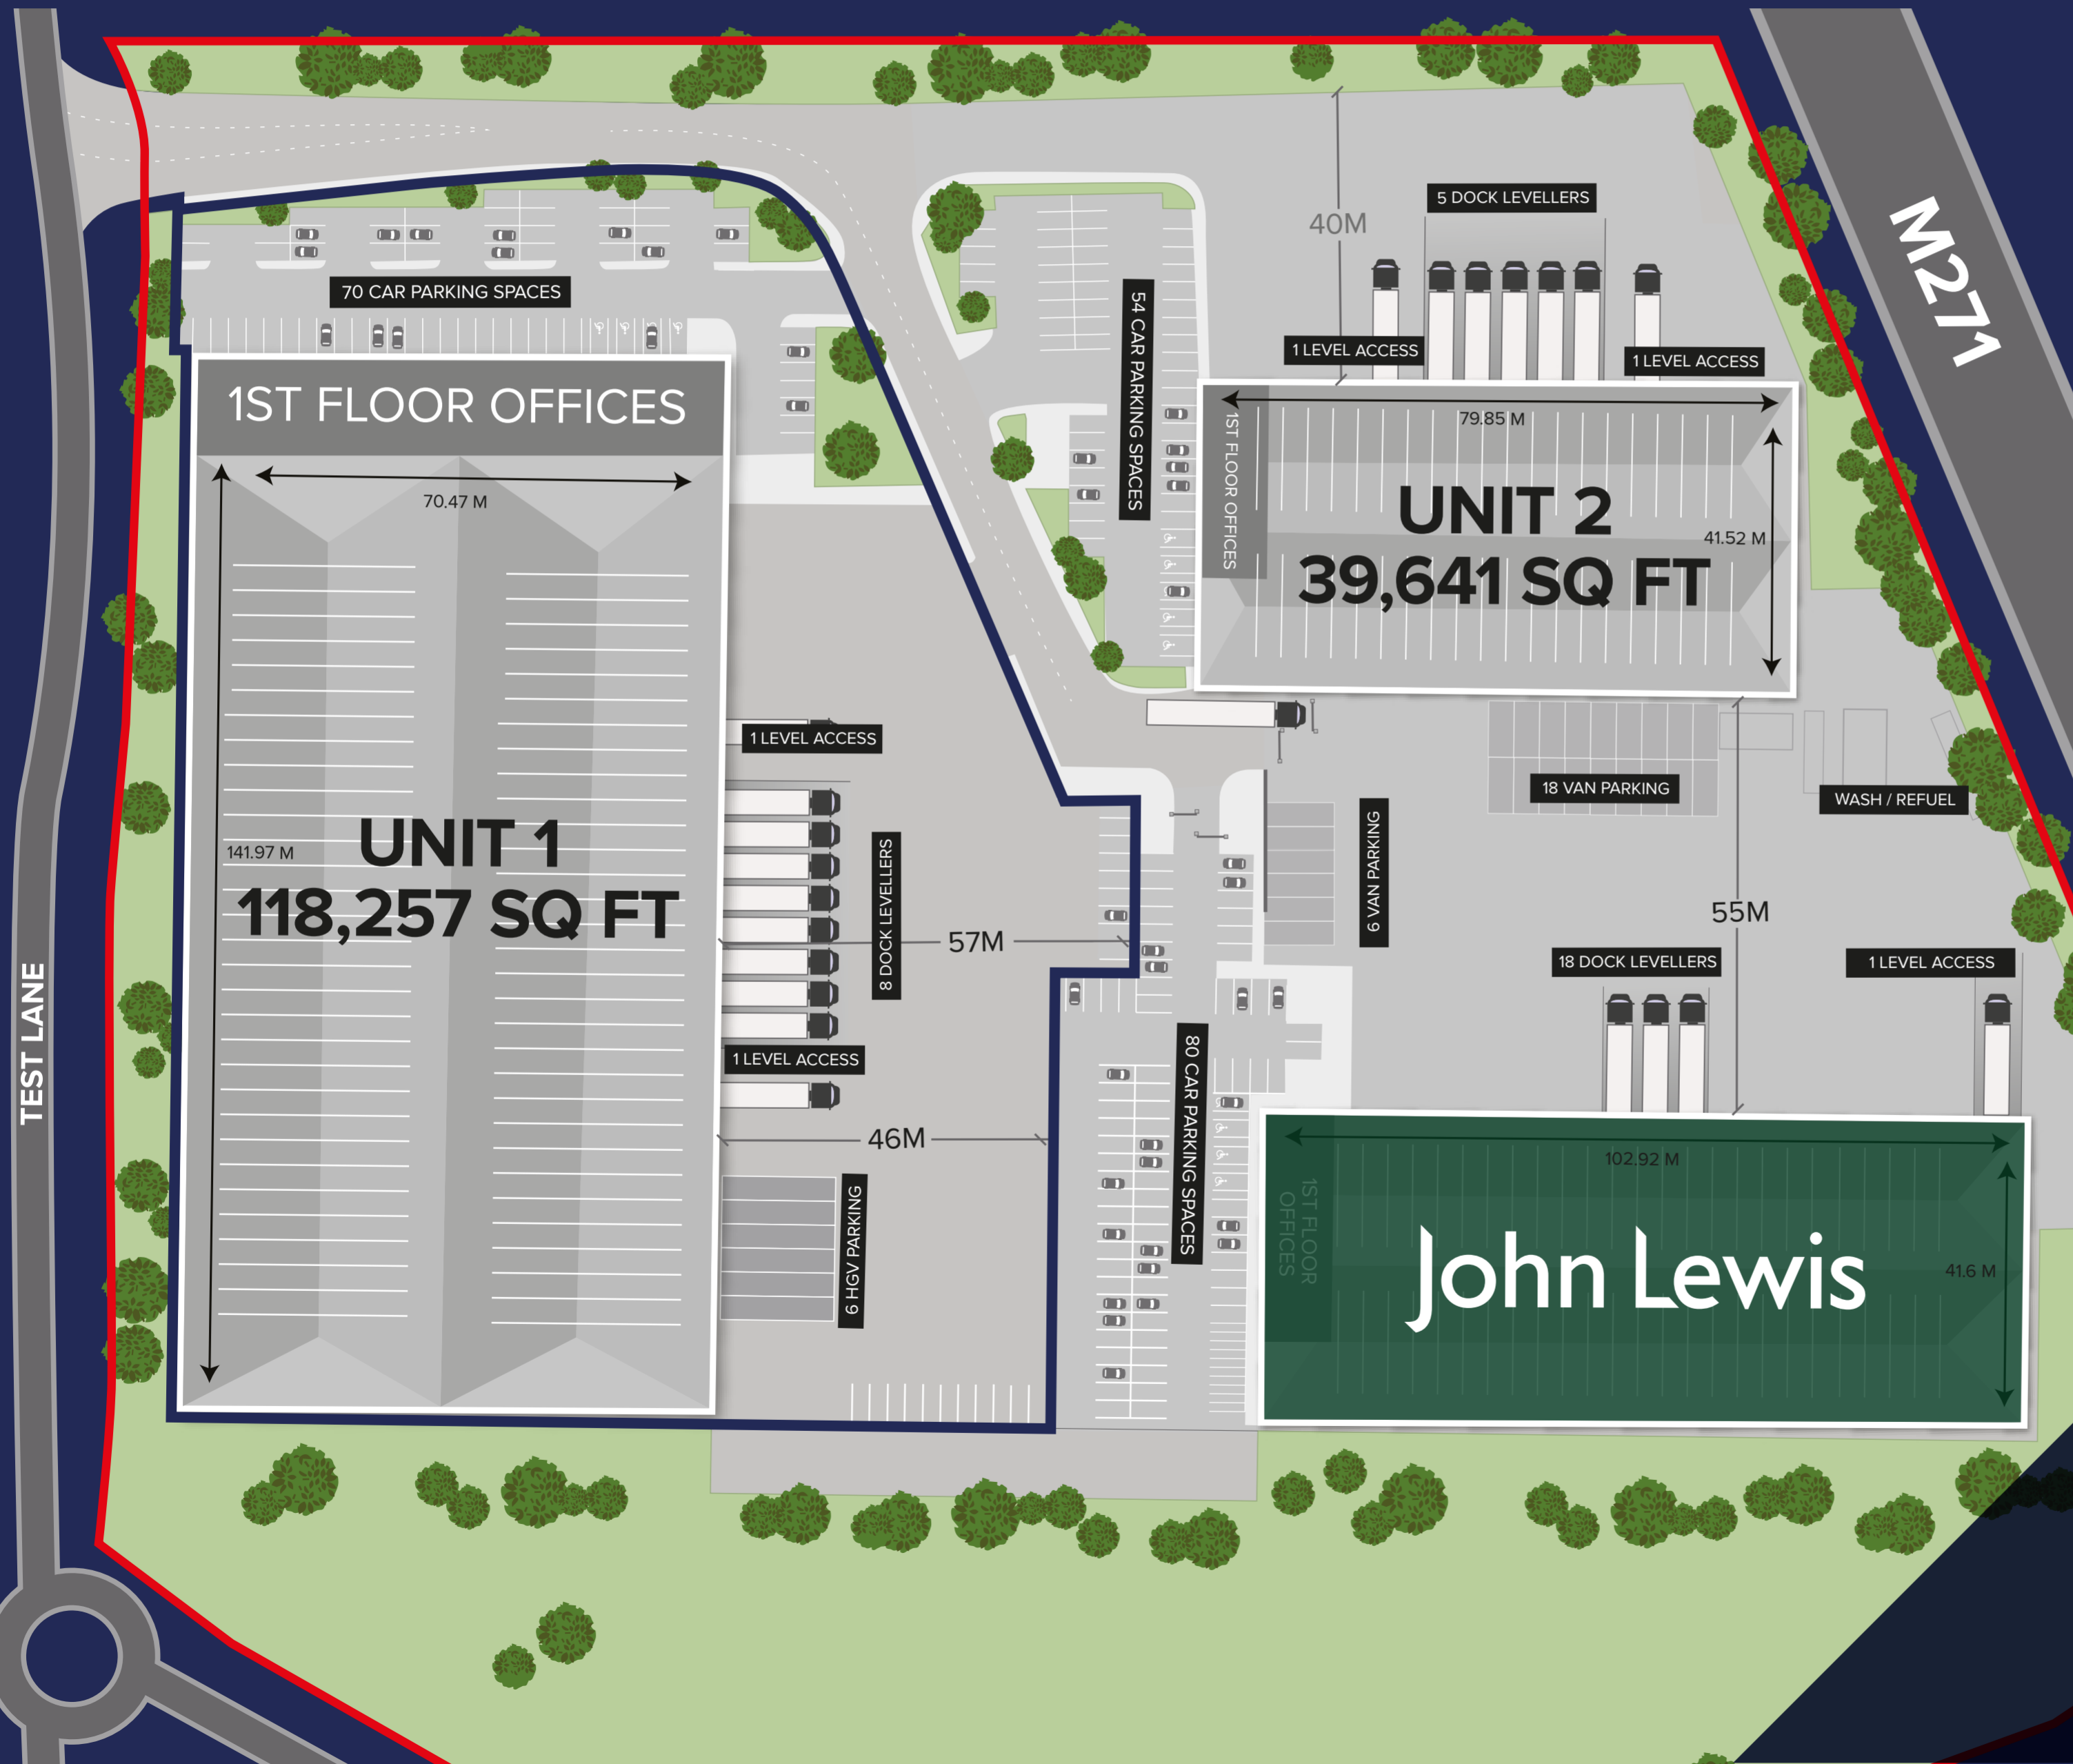 M271
5 DOCK LEVELLERS
40M
70 CAR PARKING SPACES
54 CAR PARKING SPACES
1 LEVEL ACCESS
1 LEVEL ACCESS
1ST FLOOR OFFICES
70.47 M
79.85 M
1ST FLOOR OFFICES
UNIT 2
39,641 SQ FT
41.52 M
1 LEVEL ACCESS
18 VAN PARKING
WASH / REFUEL
UNIT 1
118,257 SQ FT
141.97 M
8 DOCK LEVELLERS
6 VAN PARKING
57M
55M
18 DOCK LEVELLERS
1 LEVEL ACCESS
TEST LANE
1 LEVEL ACCESS
46M
80 CAR PARKING SPACES
6 HGV PARKING
102.92 M
1ST FLOOR
OFFICES
John Lewis
41.6 M